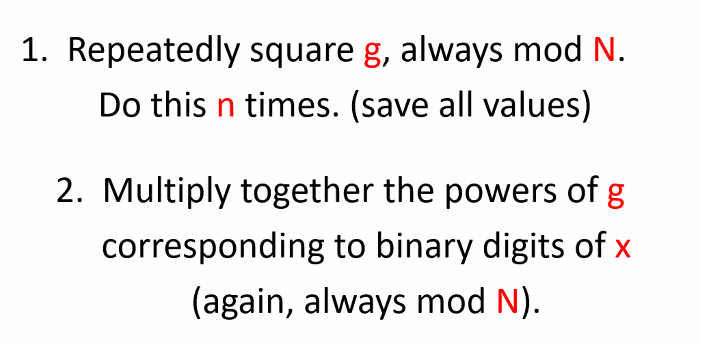 1. Repeatedly square g, always mod N.
Do this n times. (save all values)
2. Multiply together the powers of g
corresponding to binary digits of x
(again, always mod N).